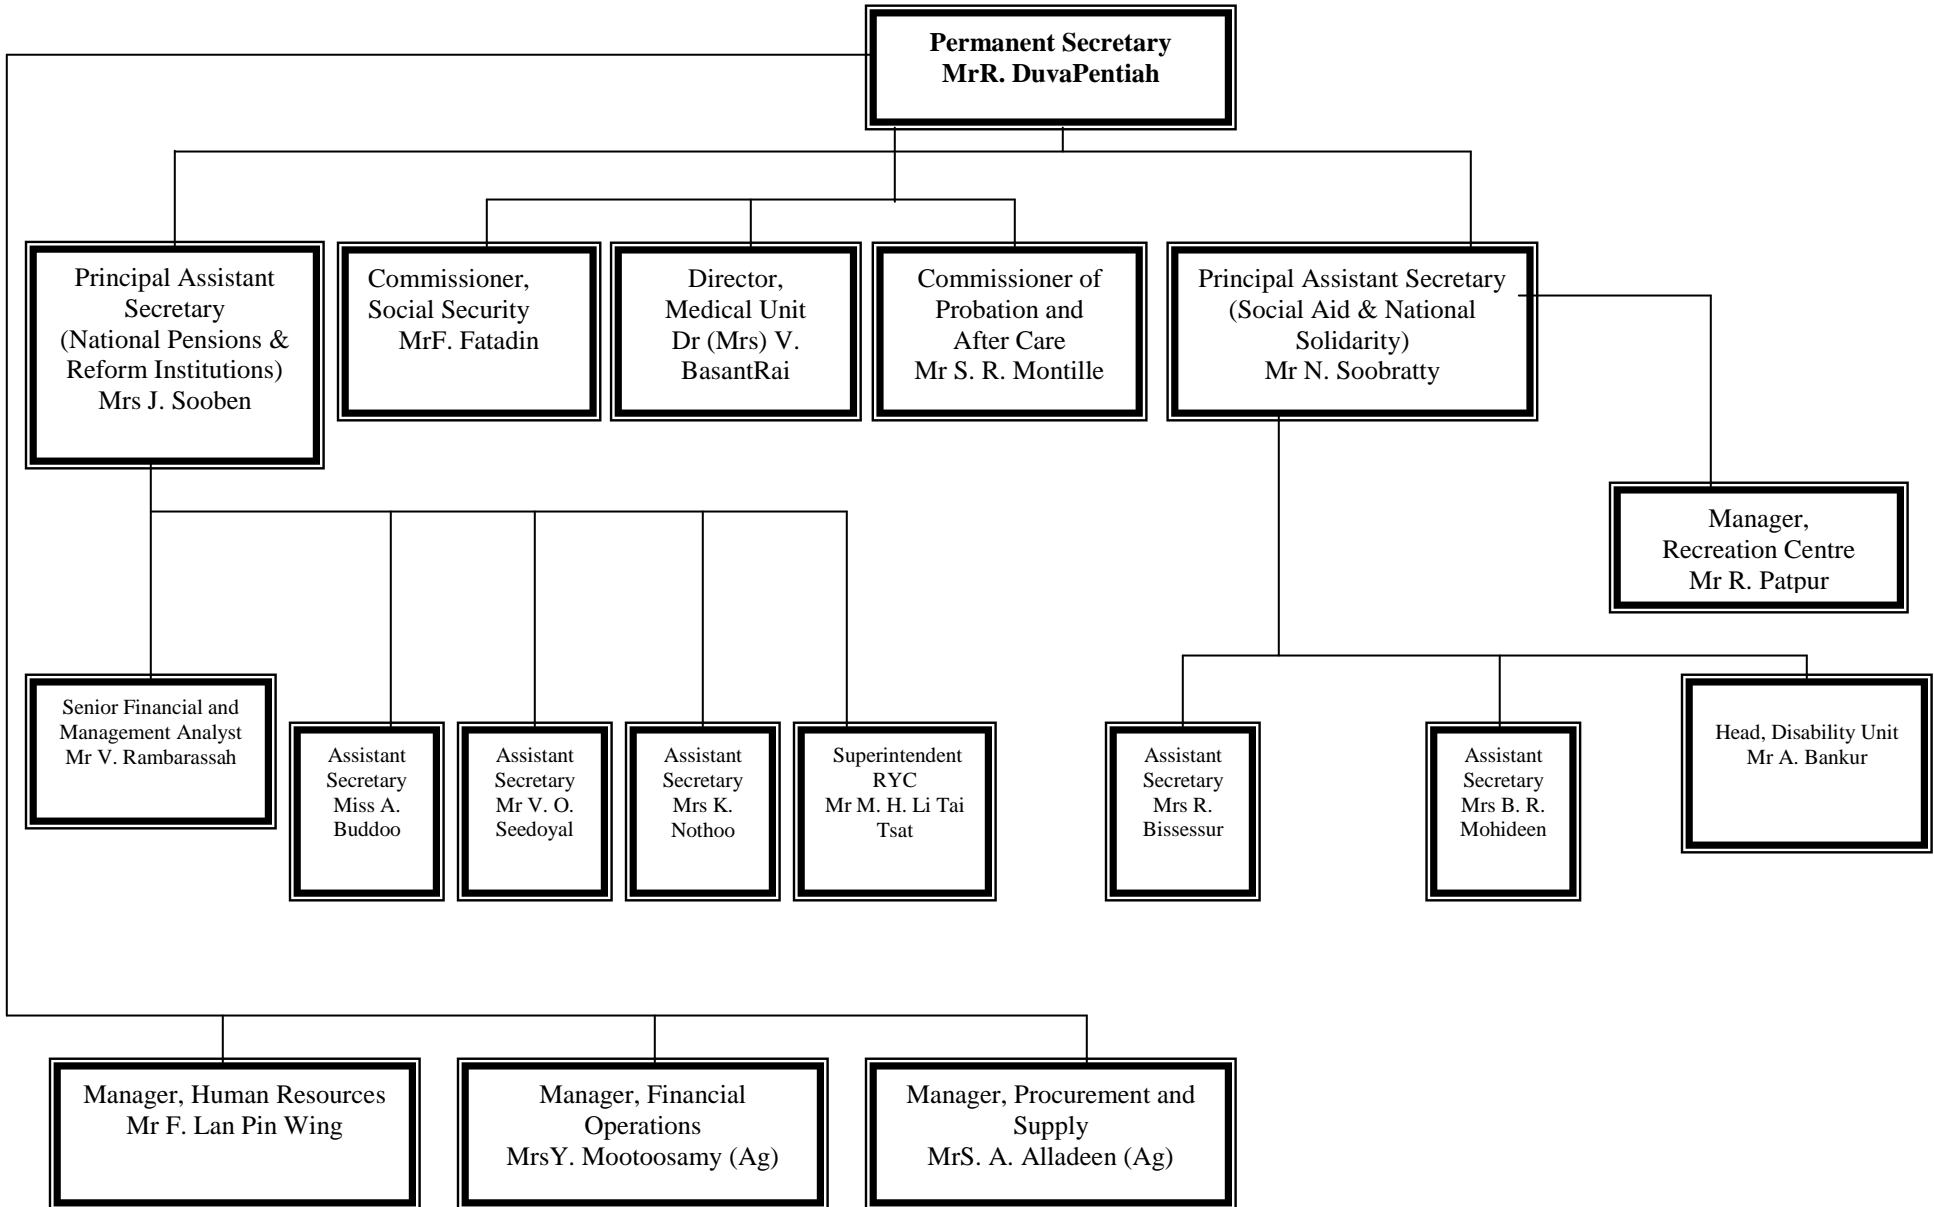 Permanent Secretary
MrR. DuvaPentiah
Principal Assistant
Secretary
(National Pensions &
Reform Institutions)
Mrs J. Sooben
Commissioner,
Social Security
MrF. Fatadin
Director,
Medical Unit
Dr (Mrs) V.
BasantRai
Commissioner of
Probation and
After Care
Mr S. R. Montille
Principal Assistant Secretary
(Social Aid & National
Solidarity)
Mr N. Soobratty
Manager,
Recreation Centre
Mr R. Patpur
Senior Financial and
Management Analyst
Mr V. Rambarassah
Assistant
Secretary
Miss A.
Buddoo
Assistant
Secretary
Mr V. O.
Seedoyal
Assistant
Secretary
Mrs K.
Nothoo
Superintendent
RYC
Mr M. H. Li Tai
Tsat
Assistant
Secretary
Mrs R.
Bissessur
Assistant
Secretary
Mrs B. R.
Mohideen
Head, Disability Unit
Mr A. Bankur
Manager, Human Resources
Mr F. Lan Pin Wing
Manager, Financial
Operations
MrsY. Mootoosamy (Ag)
Manager, Procurement and
Supply
MrS. A. Alladeen (Ag)